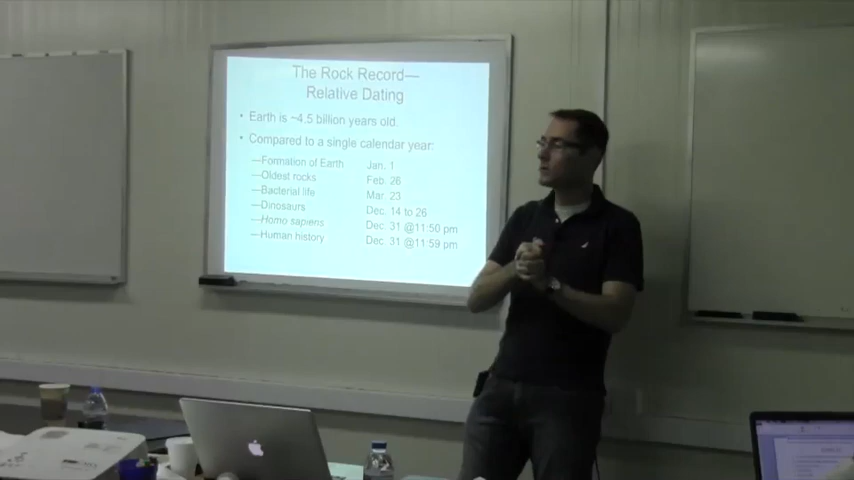 The Rock Record—
Relative Dating
• Earth is ~4.5 billion years old.
• Compared to a single calendar year:
—Formation of Earth Jan. 1
—Oldest rocks Feb. 26
—Bacterial life Mar. 23
—Dinosaurs Dec. 14 to 26
—Homo sapiens Dec. 31 @11:50 pm
—Human history Dec. 31 @11:59 pm